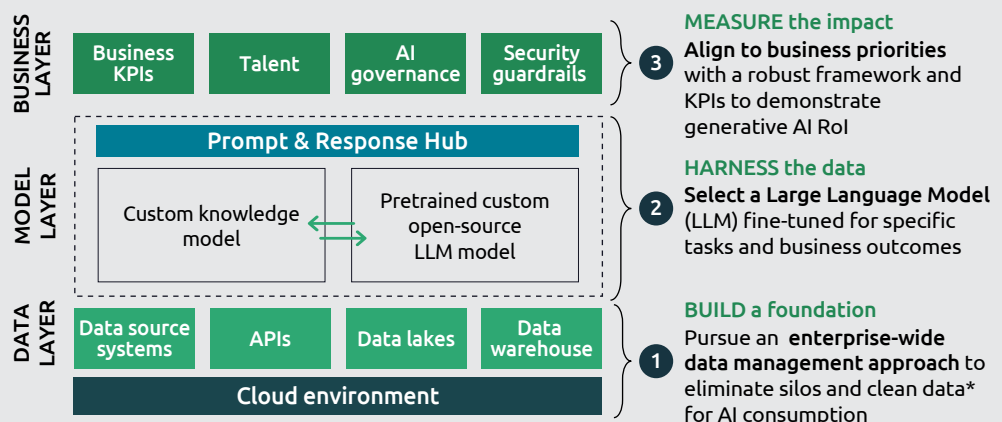 BUSINESS
LAYER
Business
KPIs
Talent
AI
governance
Security
guardrails
3
MEASURE the impact
Align to business priorities
with a robust framework and
KPIs to demonstrate
generative AI RoI
MODEL
LAYER
Prompt & Response Hub
Custom knowledge
model
Pretrained custom
open-source
LLM model
2
HARNESS the data
Select a Large Language Model
(LLM) fine-tuned for specific
tasks and business outcomes
DATA
LAYER
Data source
systems
APIs
Data lakes
Data
warehouse
Cloud environment
1
BUILD a foundation
Pursue an enterprise-wide
data management approach to
eliminate silos and clean data*
for AI consumption